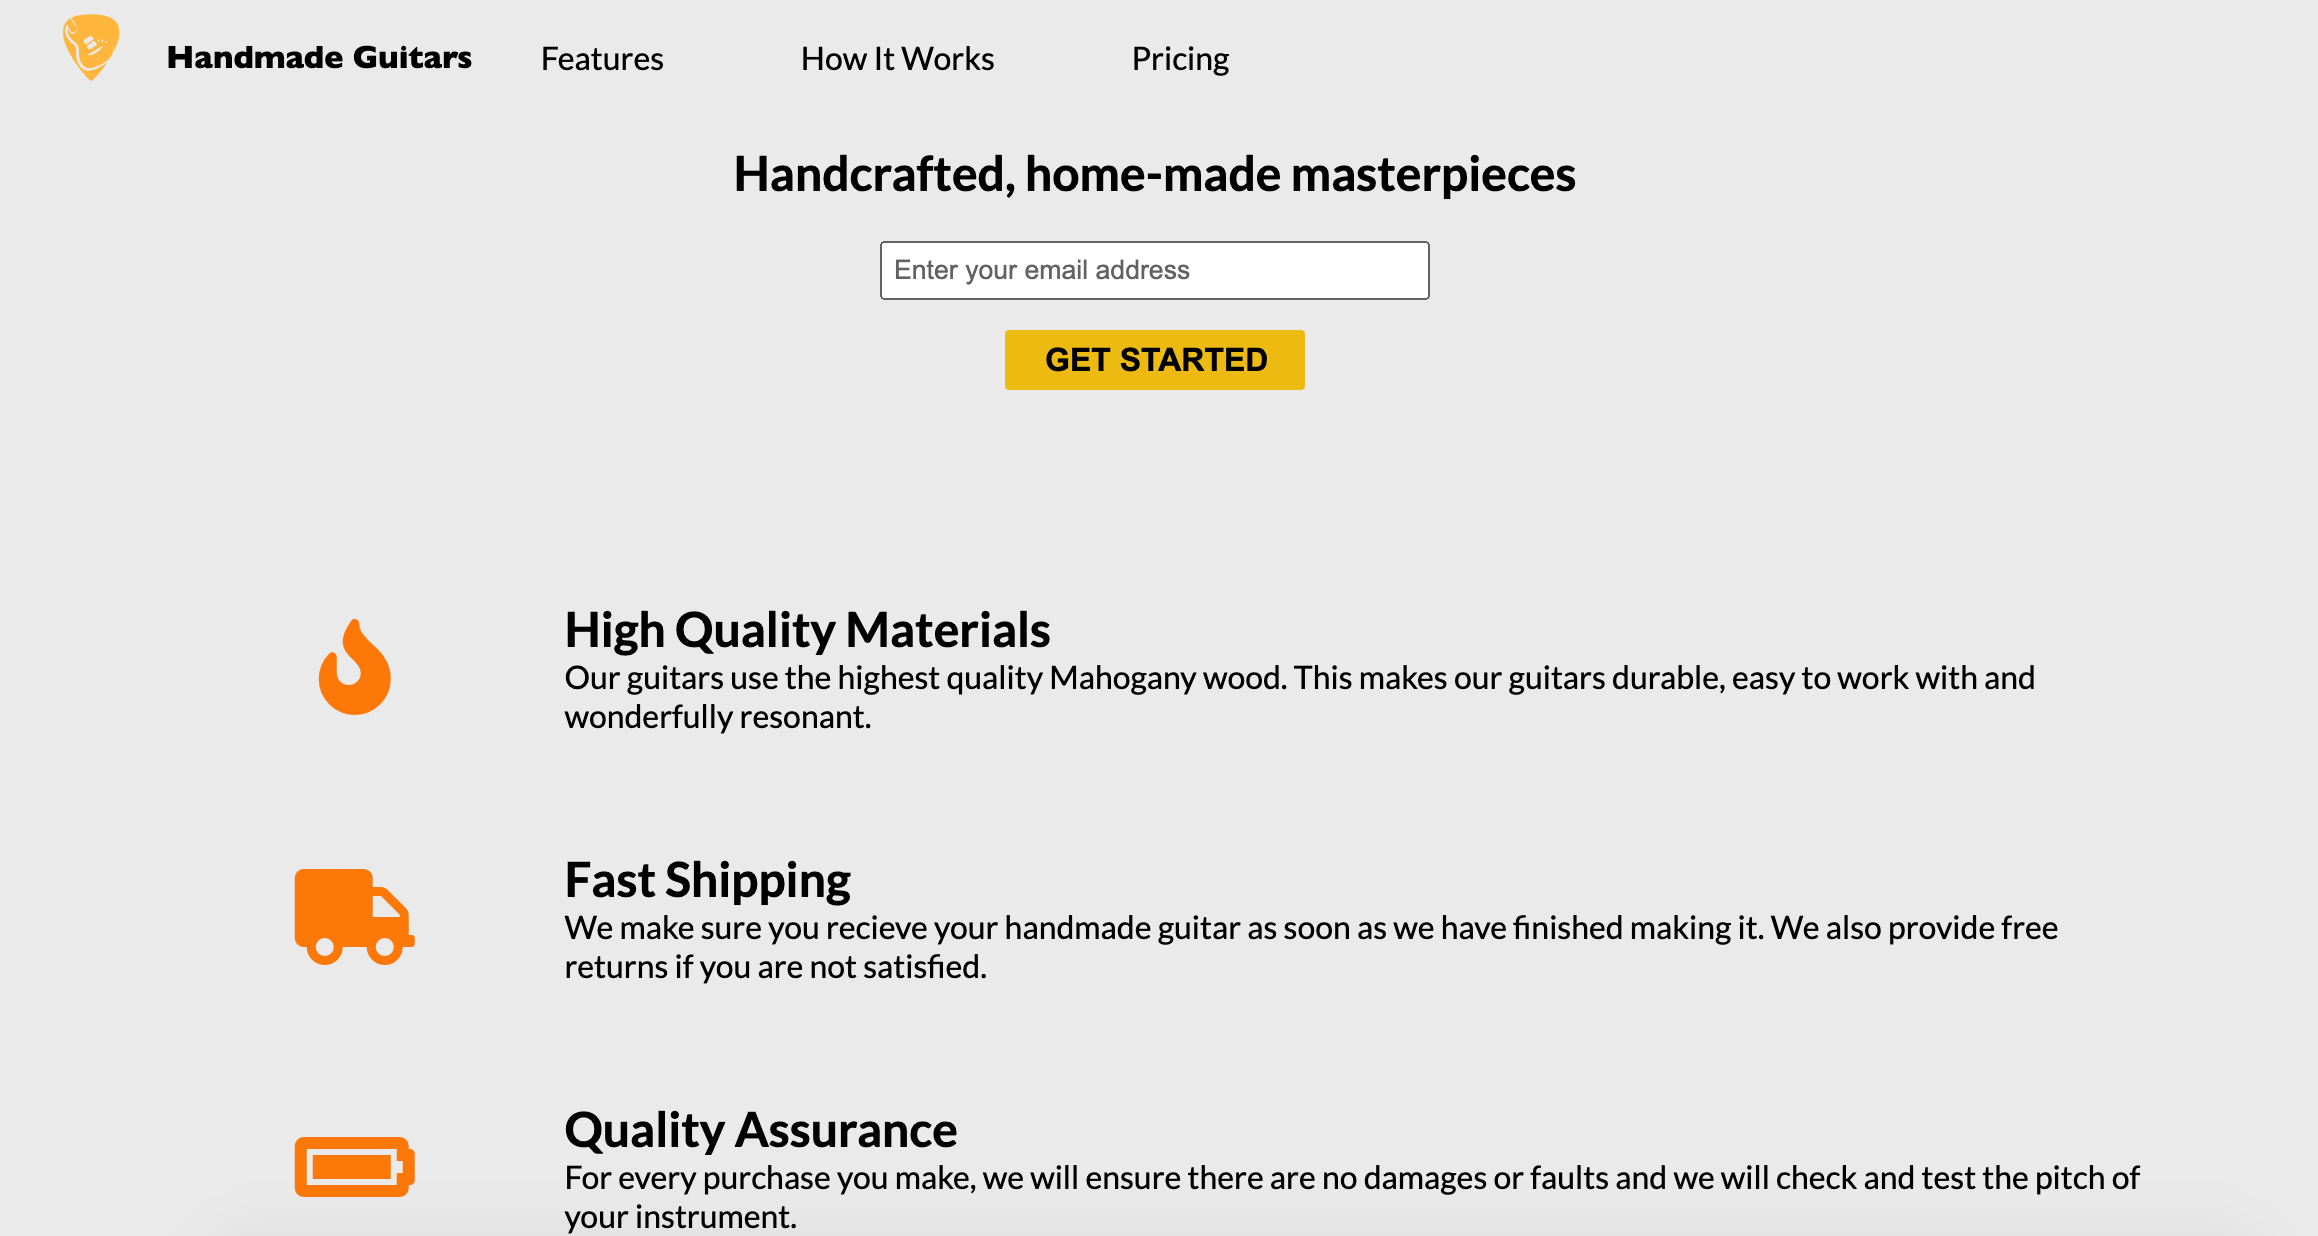 Handmade Guitars
Features
How It Works
Pricing
Handcrafted, home-made masterpieces
Enter your email address
GET STARTED
High Quality Materials
Our guitars use the highest quality Mahogany wood. This makes our guitars durable, easy to work with and
wonderfully resonant.
Fast Shipping
We make sure you recieve your handmade guitar as soon as we have finished making it. We also provide free
returns if you are not satisfied.
Quality Assurance
For every purchase you make, we will ensure there are no damages or faults and we will check and test the pitch of
your instrument.